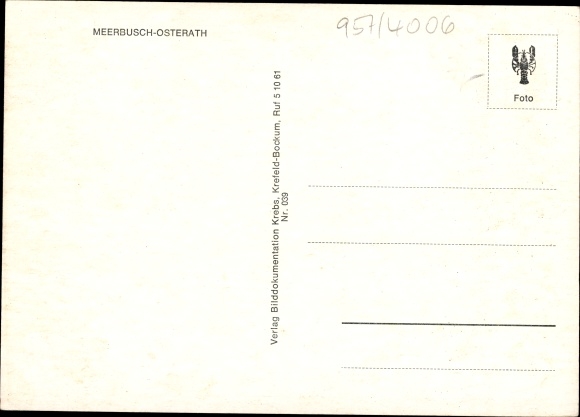 MEERBUSCH-OSTERATH
957/4006
Foto
Verlag Bilddokumentation Krebs, Krefeld-Bockum, Ruf 5 10 61
Nr. 039